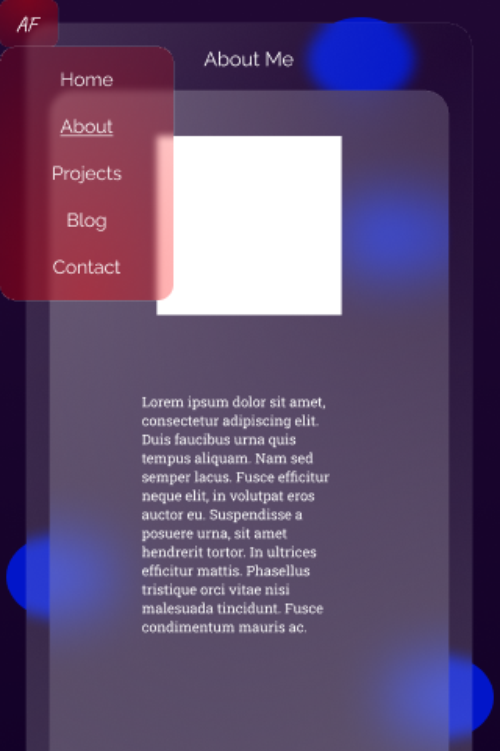 AF
About Me
Home
About
Projects
Blog
Contact
Lorem ipsum dolor sit amet,
consectetur adipiscing elit.
Duis faucibus urna quis
tempus aliquam. Nam sed
semper lacus. Fusce efficitur
neque elit, in volutpat eros
auctor eu. Suspendisse a
posuere urna, sit amet
hendrerit tortor. In ultrices
efficitur mattis. Phasellus
tristique orci vitae nisi
malesuada tincidunt. Fusce
condimentum mauris ac.